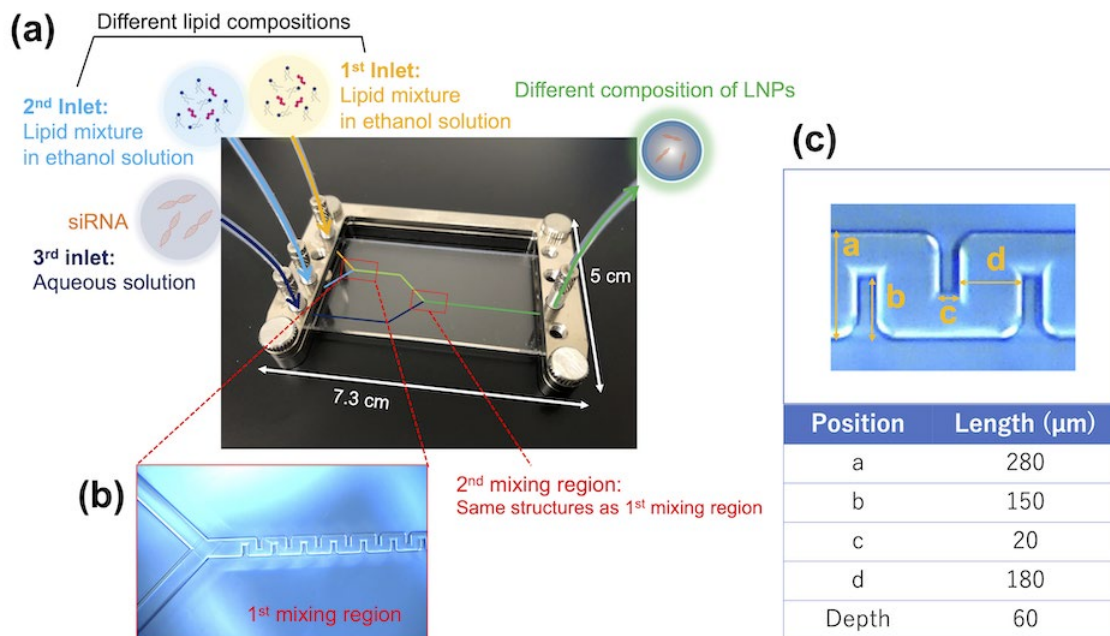 (a)
Different lipid compositions
1st Inlet:
Lipid mixture
in ethanol solution
2nd Inlet:
Lipid mixture
in ethanol solution
siRNA
3rd inlet:
Aqueous solution
Different composition of LNPs
5 cm
7.3 cm
(b)
1st mixing region
2nd mixing region:
Same structures as 1st mixing region
(c)
a
b
c
d
Position Length (μm)
a 280
b 150
c 20
d 180
Depth 60